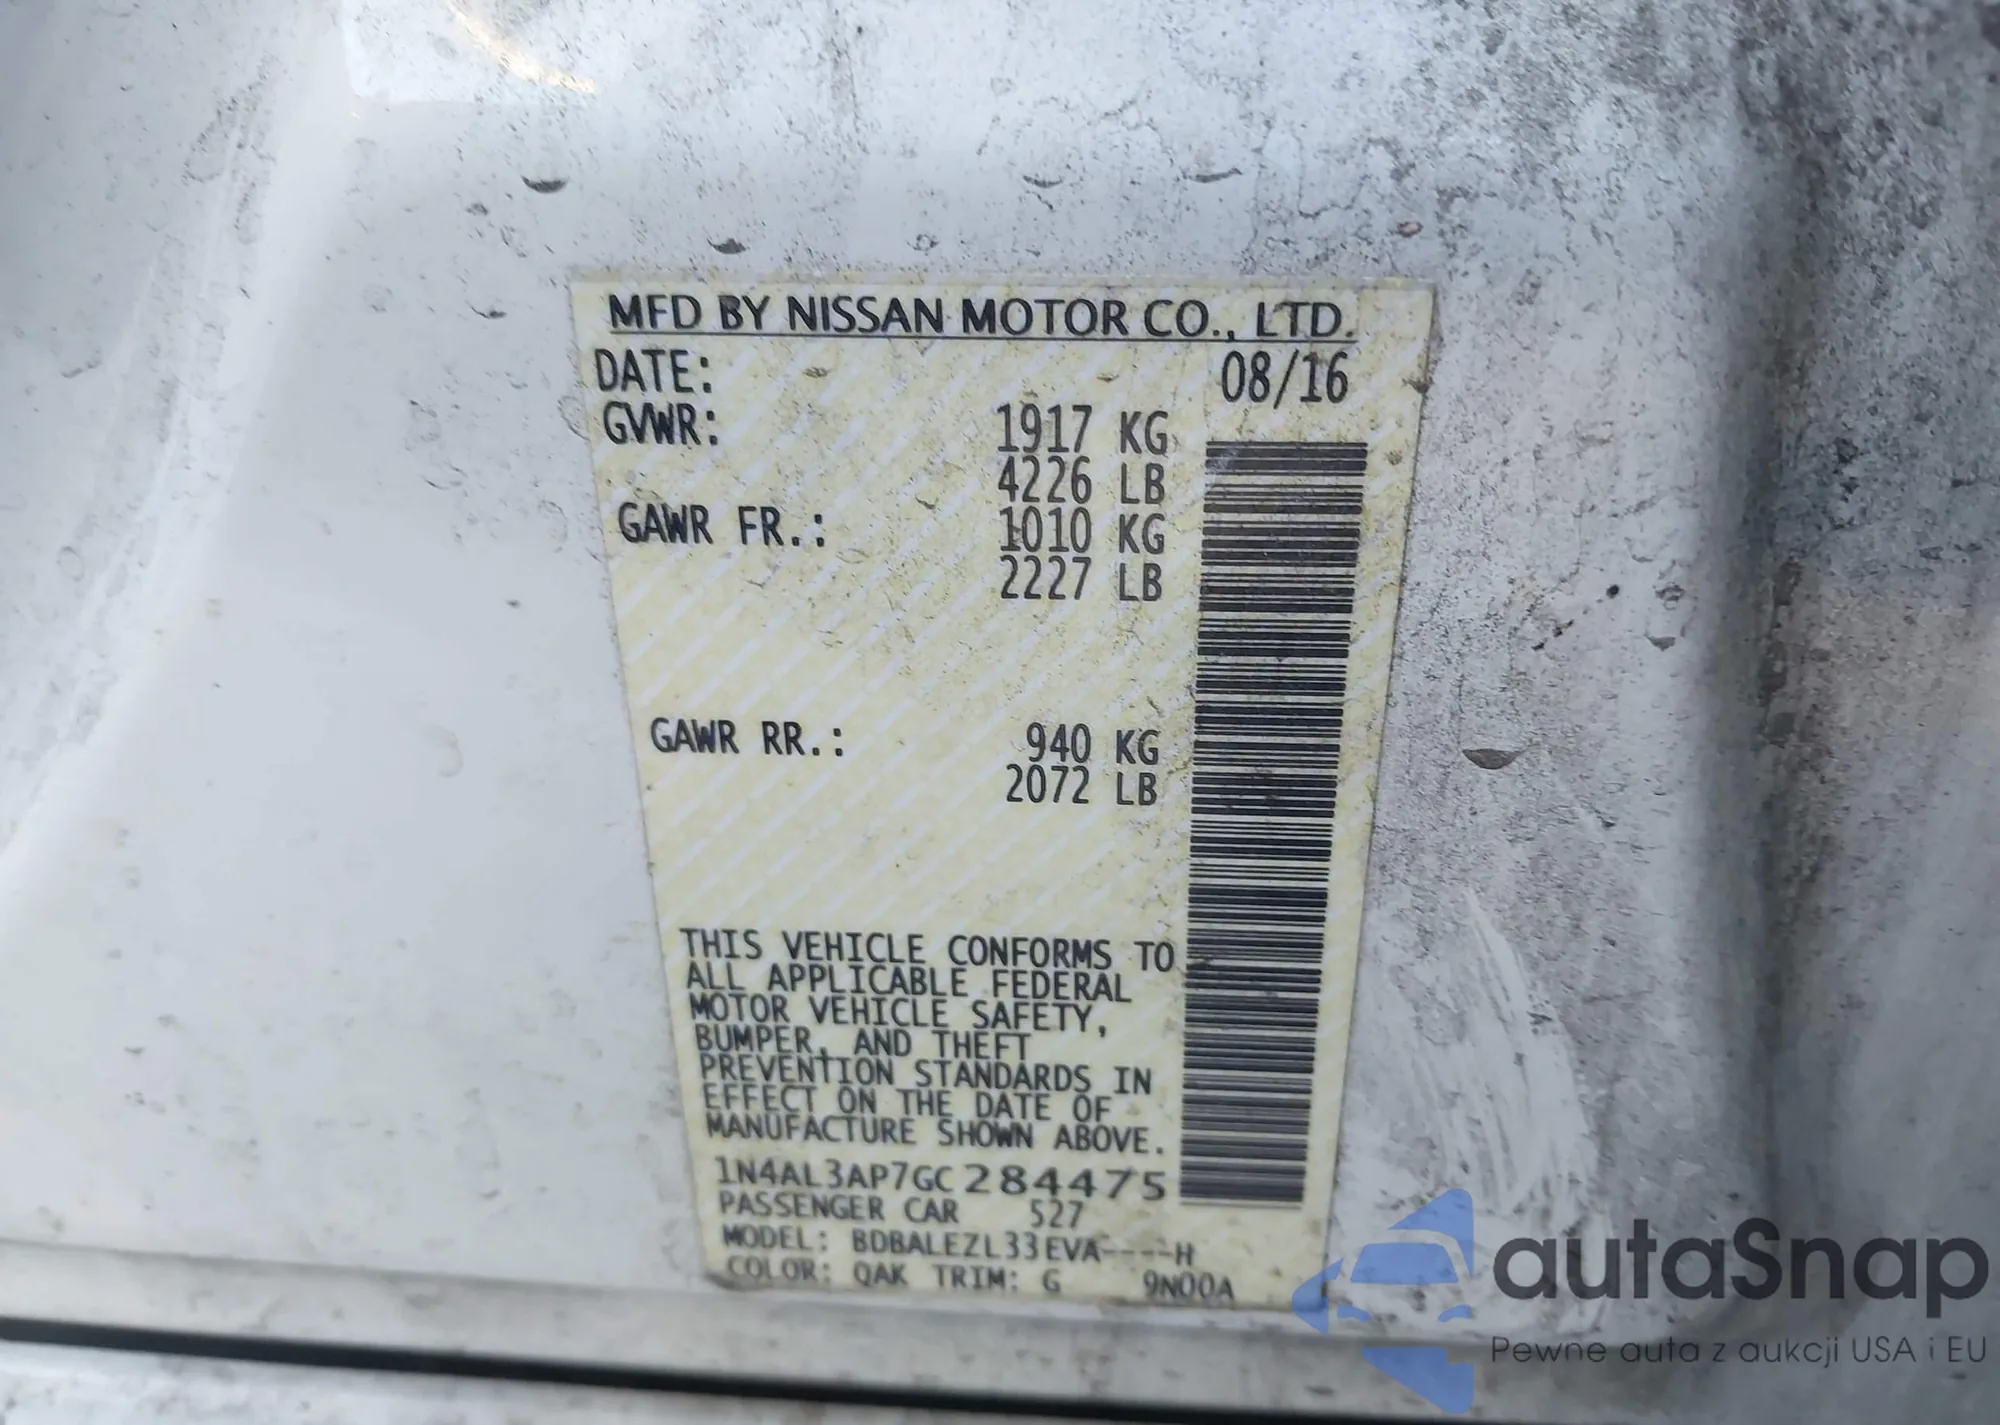 MFD BY NISSAN MOTOR CO., LTD.
DATE: 08/16
GVWR: 1917 KG
4226 LB
GAWR FR.: 1010 KG
2227 LB
GAWR RR.: 940 KG
2072 LB
THIS VEHICLE CONFORMS TO
ALL APPLICABLE FEDERAL
MOTOR VEHICLE SAFETY,
BUMPER, AND THEFT
PREVENTION STANDARDS IN
EFFECT ON THE DATE OF
MANUFACTURE SHOWN ABOVE.
1N4AL3AP7GC284475
PASSENGER CAR 527
MODEL: BDBALEZL33EVA----H
COLOR: QAK TRIM: G 9N00A
autaSnap
Pewne auta z aukcji USA i EU